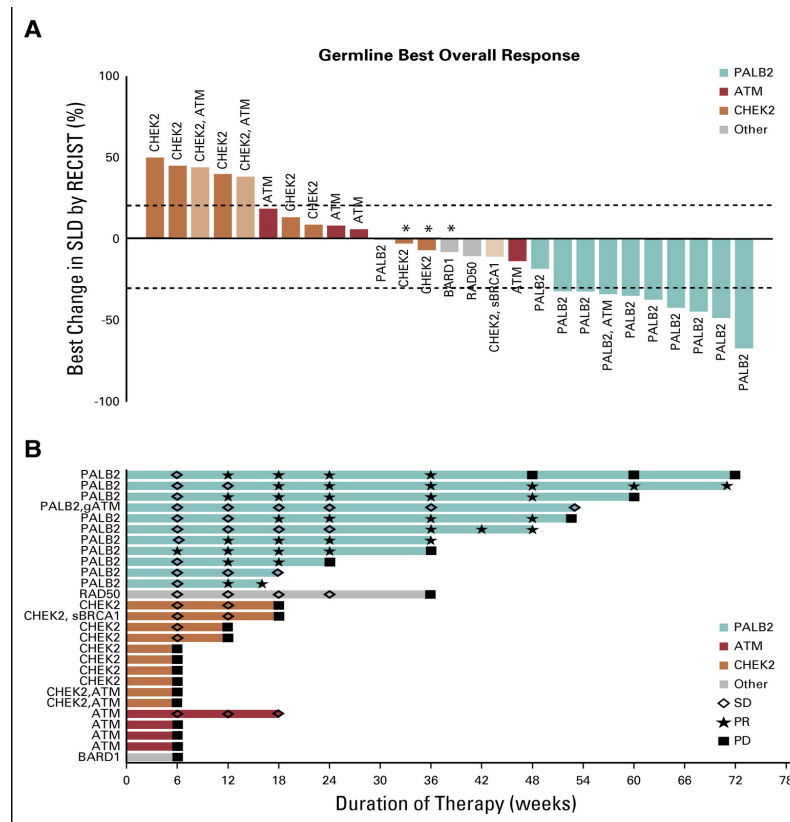 A
Germline Best Overall Response
Best Change in SLD by RECIST (%)
100
50
0
-50
-100
PALB2
ATM
CHEK2
Other
CHEK2
CHEK2
CHEK2, ATM
CHEK2
CHEK2, ATM
ATM
CHEK2
CHEK2
ATM
ATM
PALB2
CHEK2
*
CHEK2
*
BARD1
*
RAD50
CHEK2, sBRCA1
ATM
PALB2
PALB2
PALB2
PALB2, ATM
PALB2
PALB2
PALB2
PALB2
PALB2
PALB2
B
PALB2
PALB2
PALB2
PALB2,gATM
PALB2
PALB2
PALB2
PALB2
PALB2
PALB2
PALB2
RAD50
CHEK2
CHEK2, sBRCA1
CHEK2
CHEK2
CHEK2
CHEK2
CHEK2
CHEK2
CHEK2,ATM
CHEK2,ATM
ATM
ATM
ATM
ATM
BARD1
PALB2
ATM
CHEK2
Other
SD
PR
PD
0 6 12 18 24 30 36 42 48 54 60 66 72 78
Duration of Therapy (weeks)